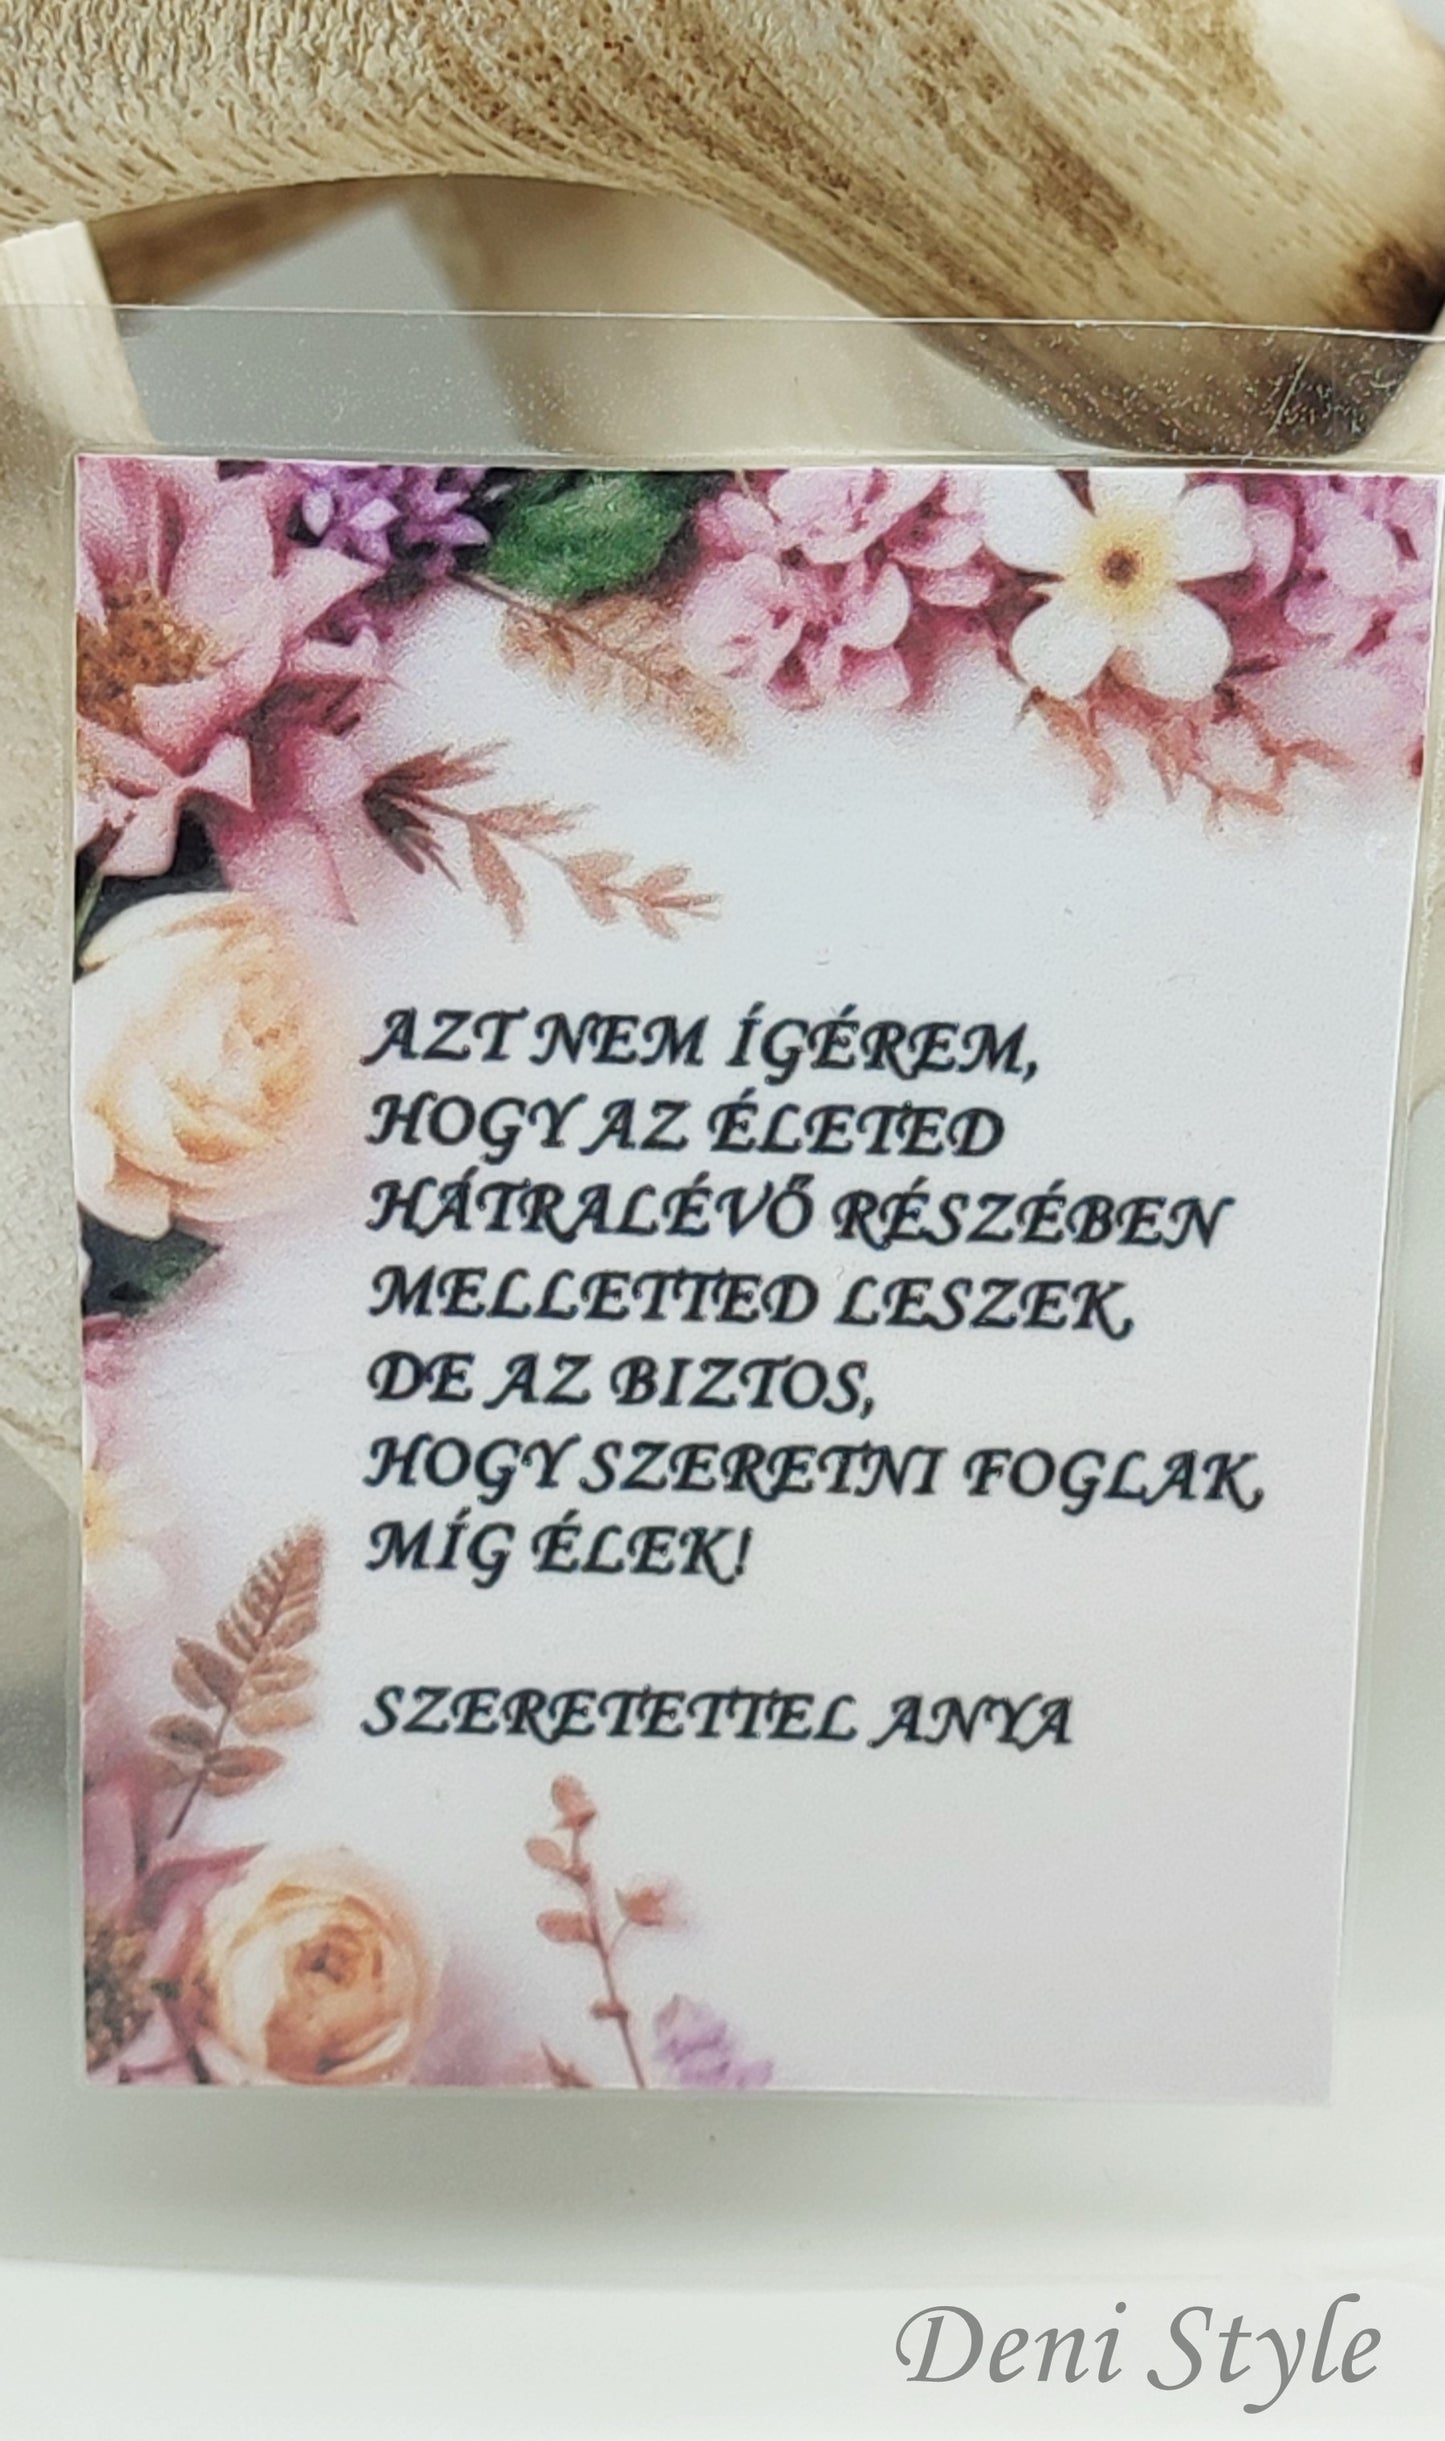 AZT NEM ÍGÉREM,
HOGY AZ ÉLETED
HÁTRALÉVŐ RÉSZÉBEN
MELLETTED LESZEK,
DE AZ BIZTOS,
HOGY SZERETNI FOGLAK,
MÍG ÉLEK!
SZERETETTEL ANYA
Deni Style